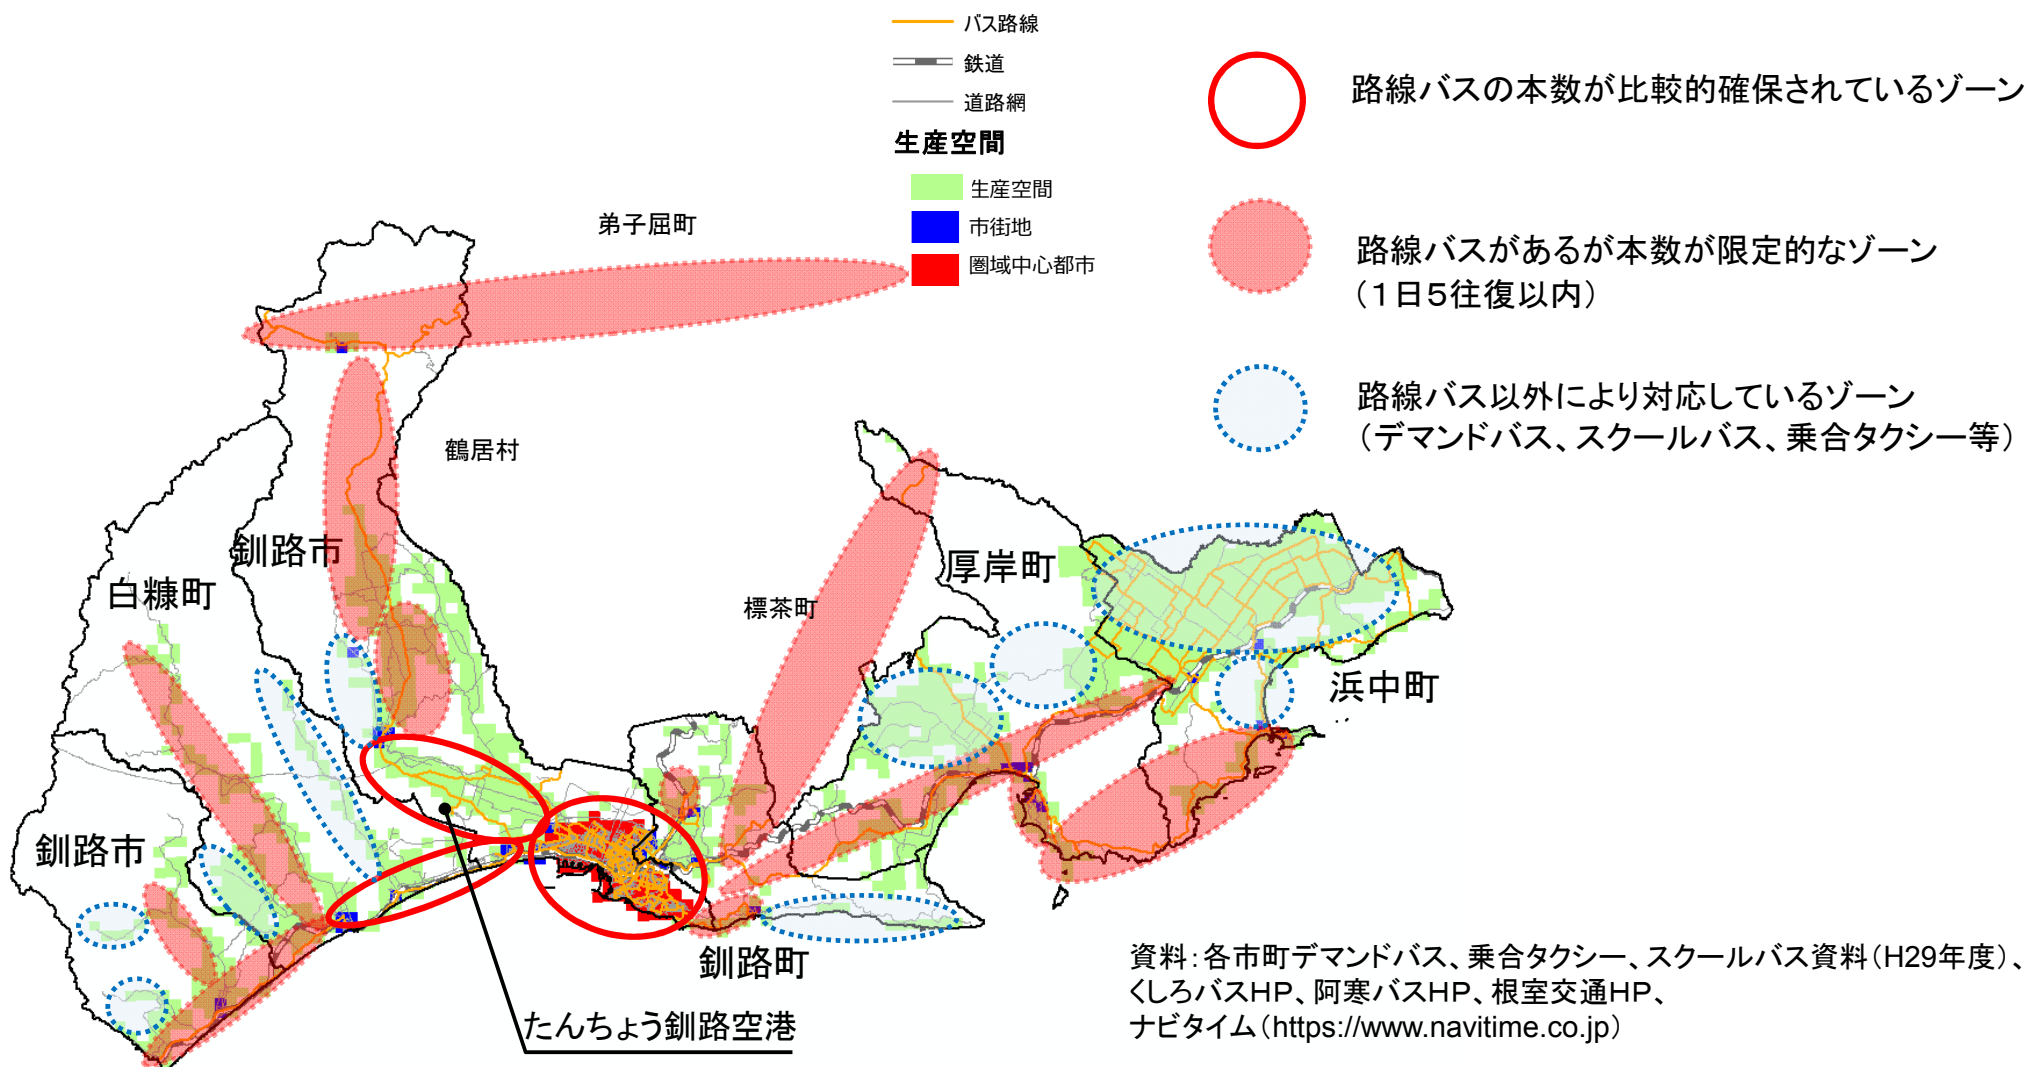 バス路線
鉄道
道路網
生産空間
生産空間
市街地
圏域中心都市
路線バスの本数が比較的確保されているゾーン
路線バスがあるが本数が限定的なゾーン
(1日5往復以内)
路線バス以外により対応しているゾーン
(デマンドバス、スクールバス、乗合タクシー等)
弟子屈町
鶴居村
釧路市
白糠町
標茶町
厚岸町
浜中町
釧路市
釧路町
たんちょう釧路空港
資料:各市町デマンドバス、乗合タクシー、スクールバス資料(H29年度)、
くしろバスHP、阿寒バスHP、根室交通HP、
ナビタイム(https://www.navitime.co.jp)